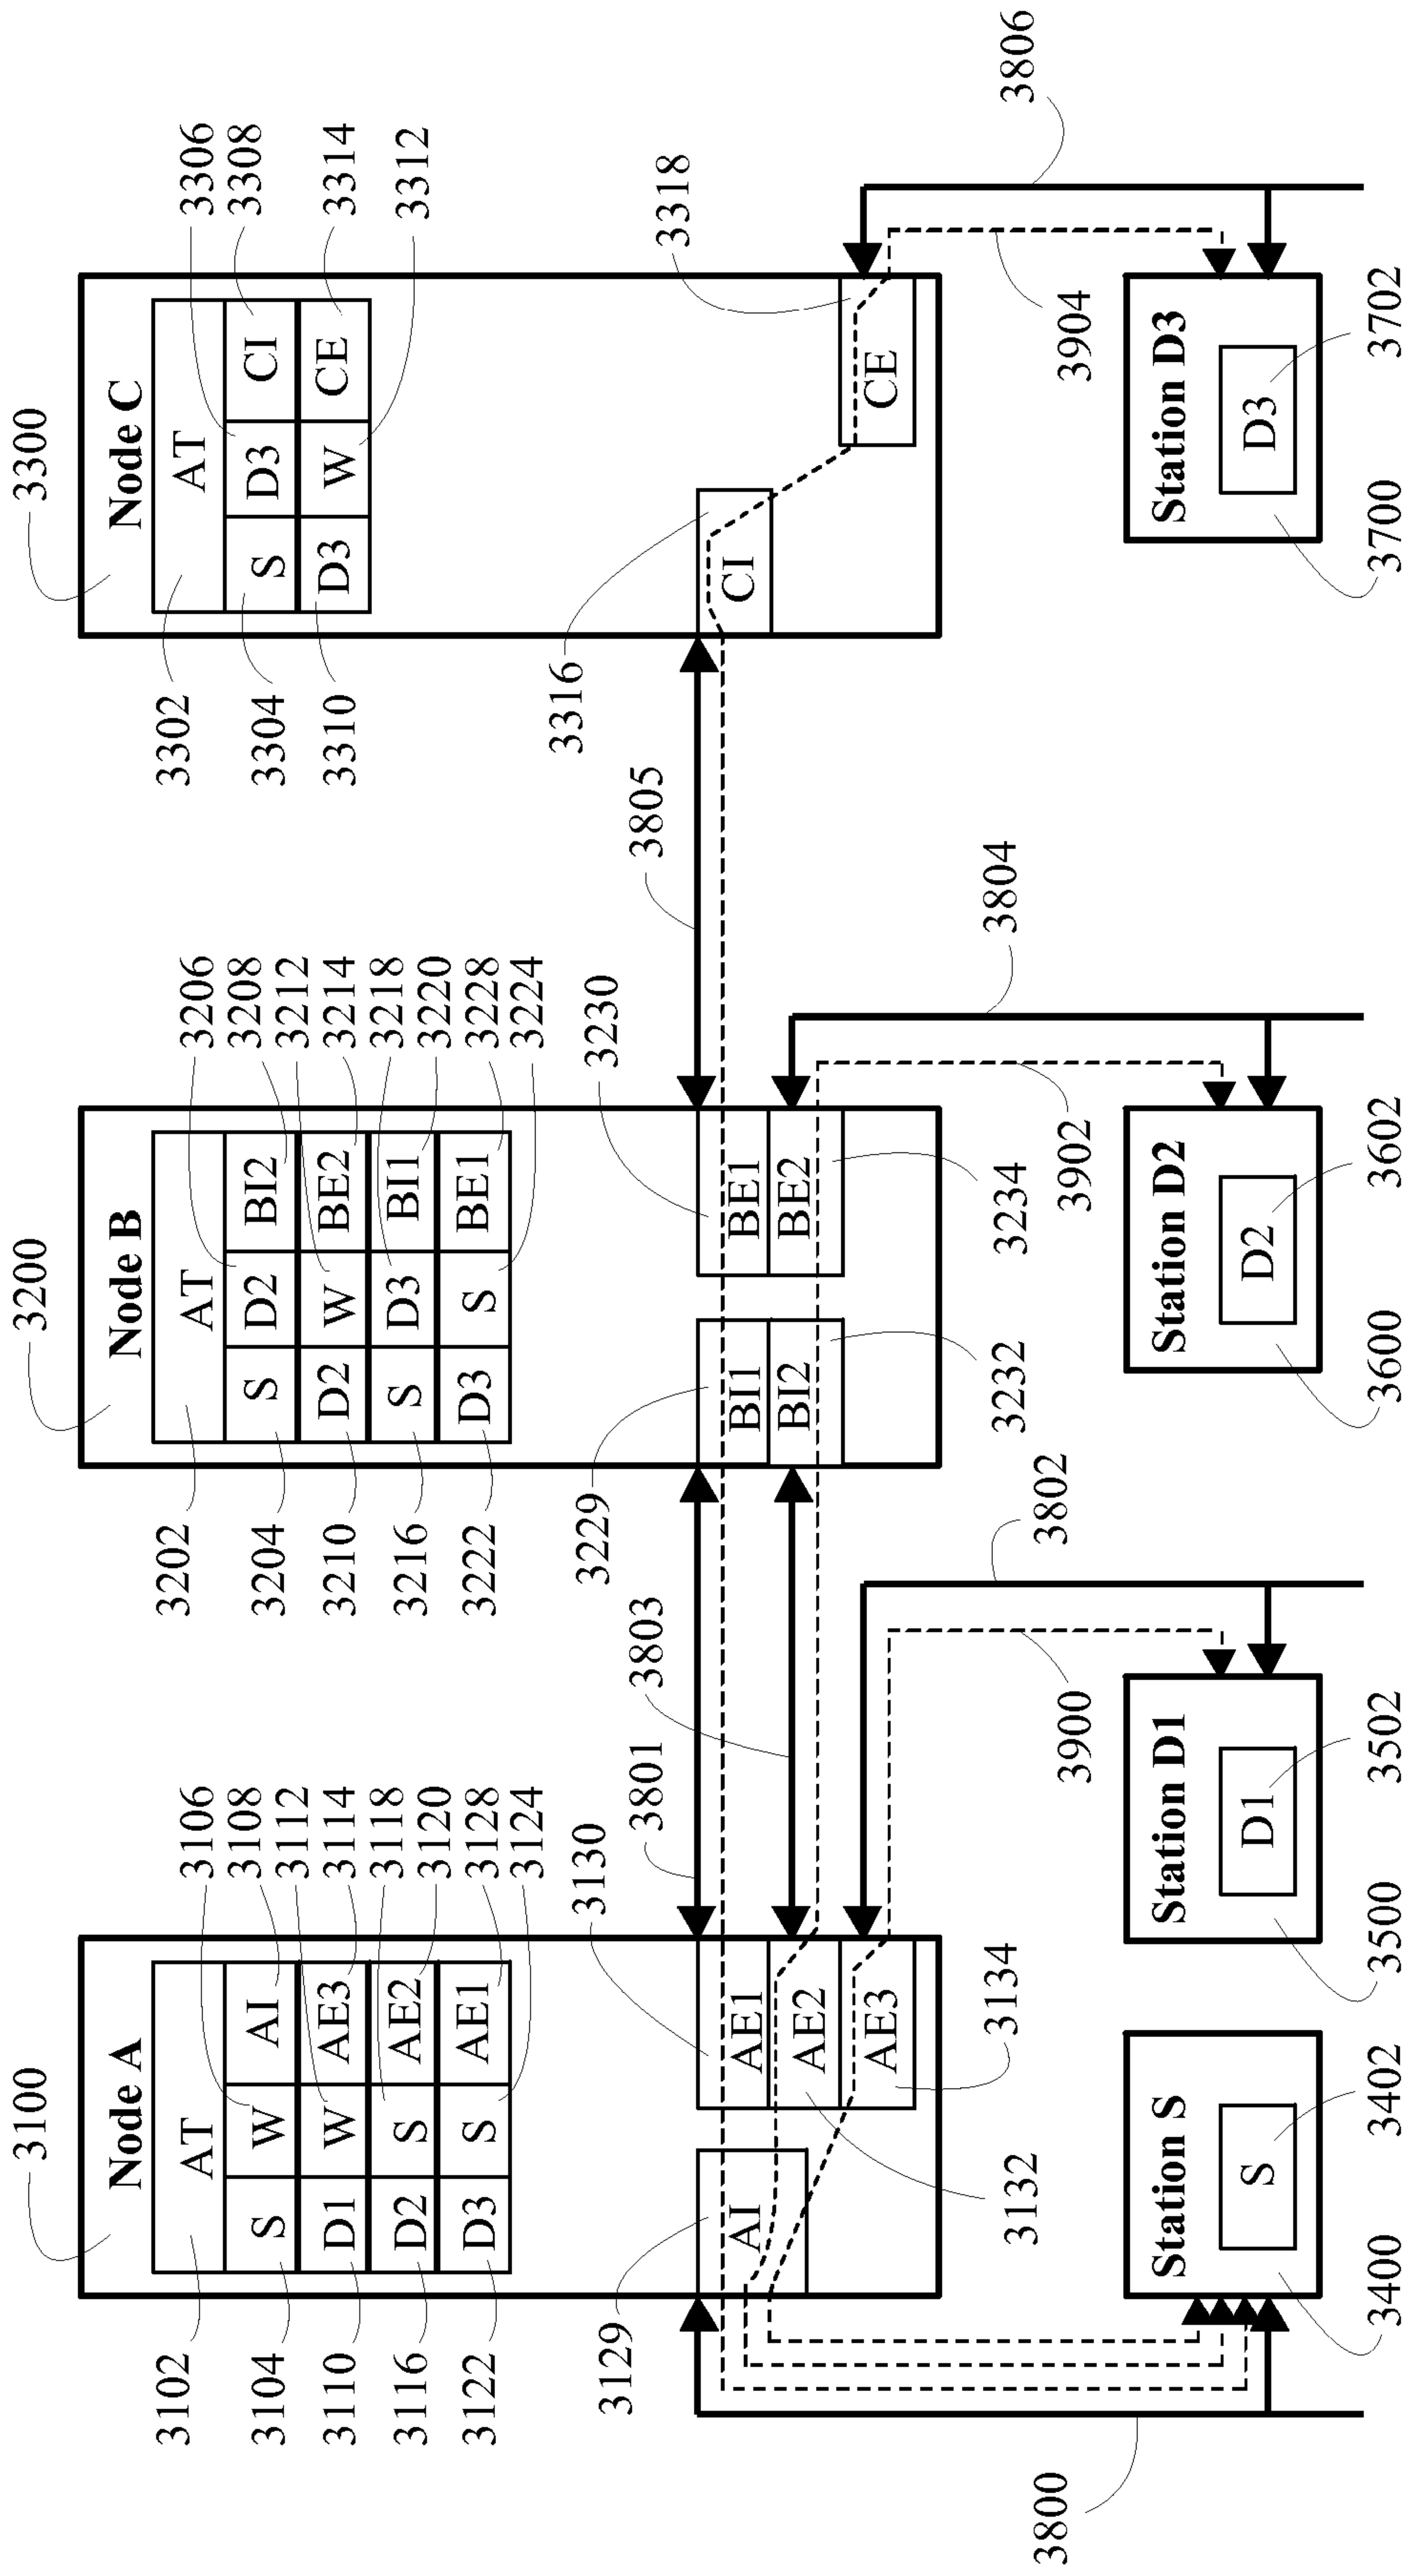 3100
Node A
3102
AT
3104
S
W
AI
3106
3108
3110
D1
W
AE3
3112
3114
3116
D2
S
AE2
3118
3120
3122
D3
S
AE1
3128
3124
3129
AI
3130
AE1
AE2
AE3
3132
3134
3200
Node B
3202
AT
3204
S
D2
BI2
3206
3208
3210
D2
W
BE2
3212
3214
3216
S
D3
BI1
3218
3220
3222
D3
S
BE1
3228
3224
3229
BI1
BI2
3232
3230
BE1
BE2
3234
3300
Node C
3302
AT
3304
S
D3
CI
3306
3308
3310
D3
W
CE
3314
3312
3316
CI
3318
CE
3801
3803
3805
3800
3802
3804
3806
3900
3902
3904
Station S
S
3400
3402
Station D1
D1
3500
3502
Station D2
D2
3600
3602
Station D3
D3
3700
3702